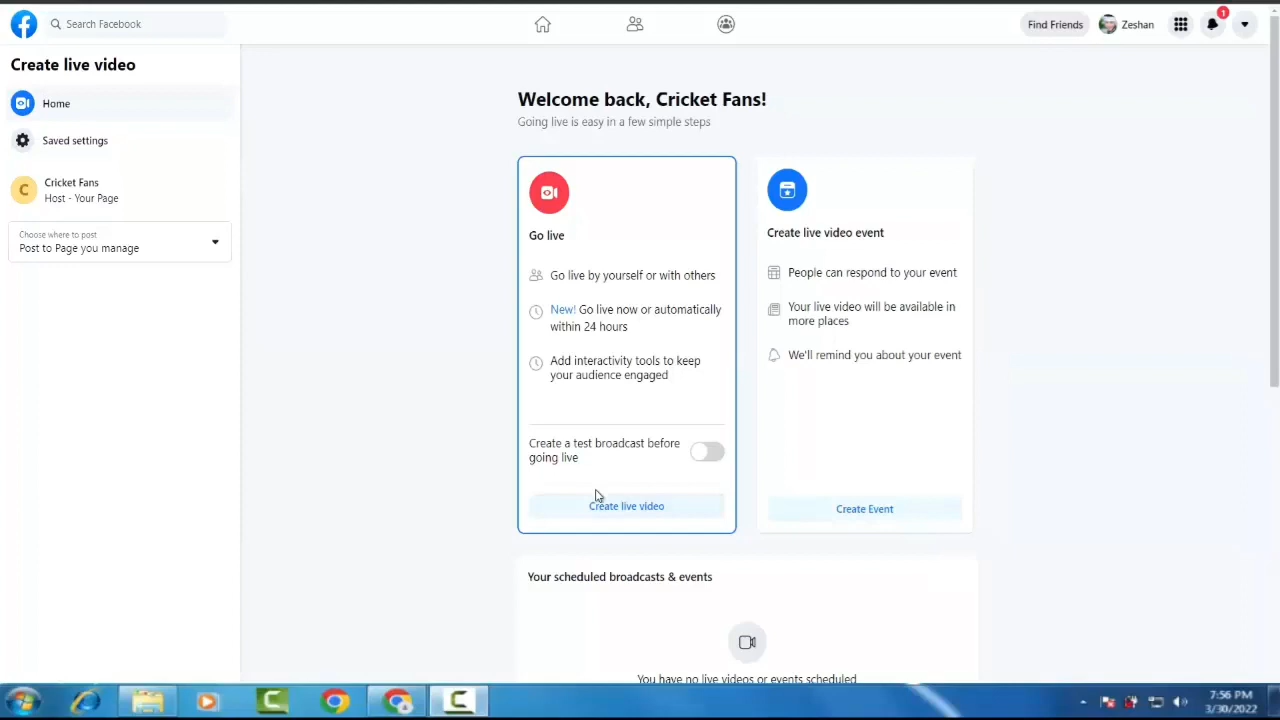 Search Facebook
Find Friends
Zeshan
1
Create live video
Home
Saved settings
C
Cricket Fans
Host - Your Page
Choose where to post
Post to Page you manage
Welcome back, Cricket Fans!
Going live is easy in a few simple steps
Go live
Go live by yourself or with others
New! Go live now or automatically
within 24 hours
Add interactivity tools to keep
your audience engaged
Create a test broadcast before
going live
Create live video
Create live video event
People can respond to your event
Your live video will be available in
more places
We'll remind you about your event
Create Event
Your scheduled broadcasts & events
You have no live videos or events scheduled
7:56 PM
3/30/2022